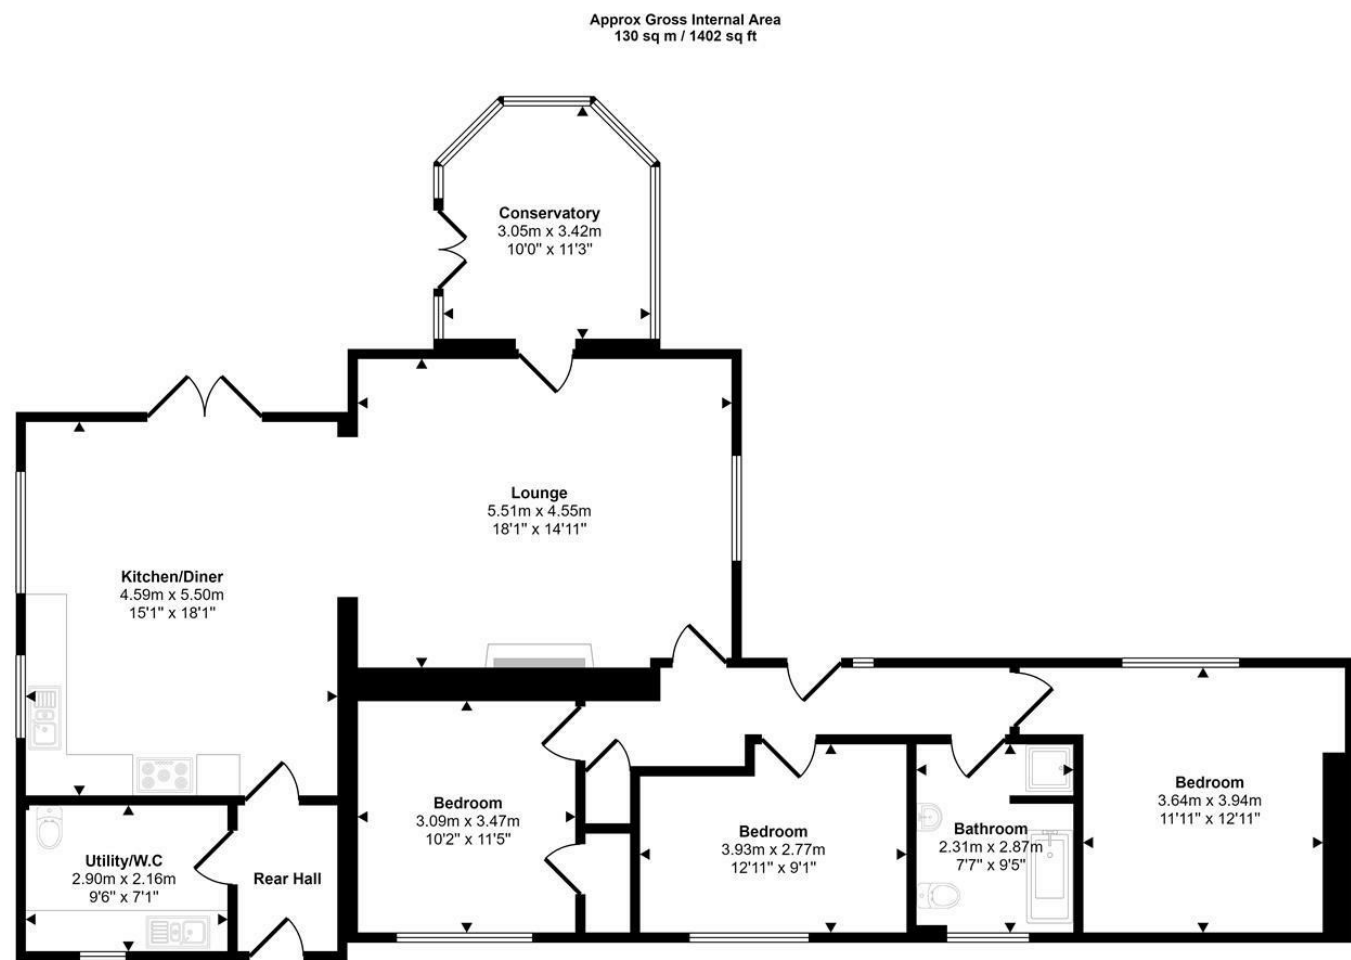 Approx Gross Internal Area
130 sq m / 1402 sq ft
Conservatory
3.05m x 3.42m
10'0" x 11'3"
Lounge
5.51m x 4.55m
18'1" x 14'11"
Kitchen/Diner
4.59m x 5.50m
15'1" x 18'1"
Bedroom
3.09m x 3.47m
10'2" x 11'5"
Bedroom
3.93m x 2.77m
12'11" x 9'1"
Bathroom
2.31m x 2.87m
7'7" x 9'5"
Bedroom
3.64m x 3.94m
11'11" x 12'11"
Utility/W.C
2.90m x 2.16m
9'6" x 7'1"
Rear Hall